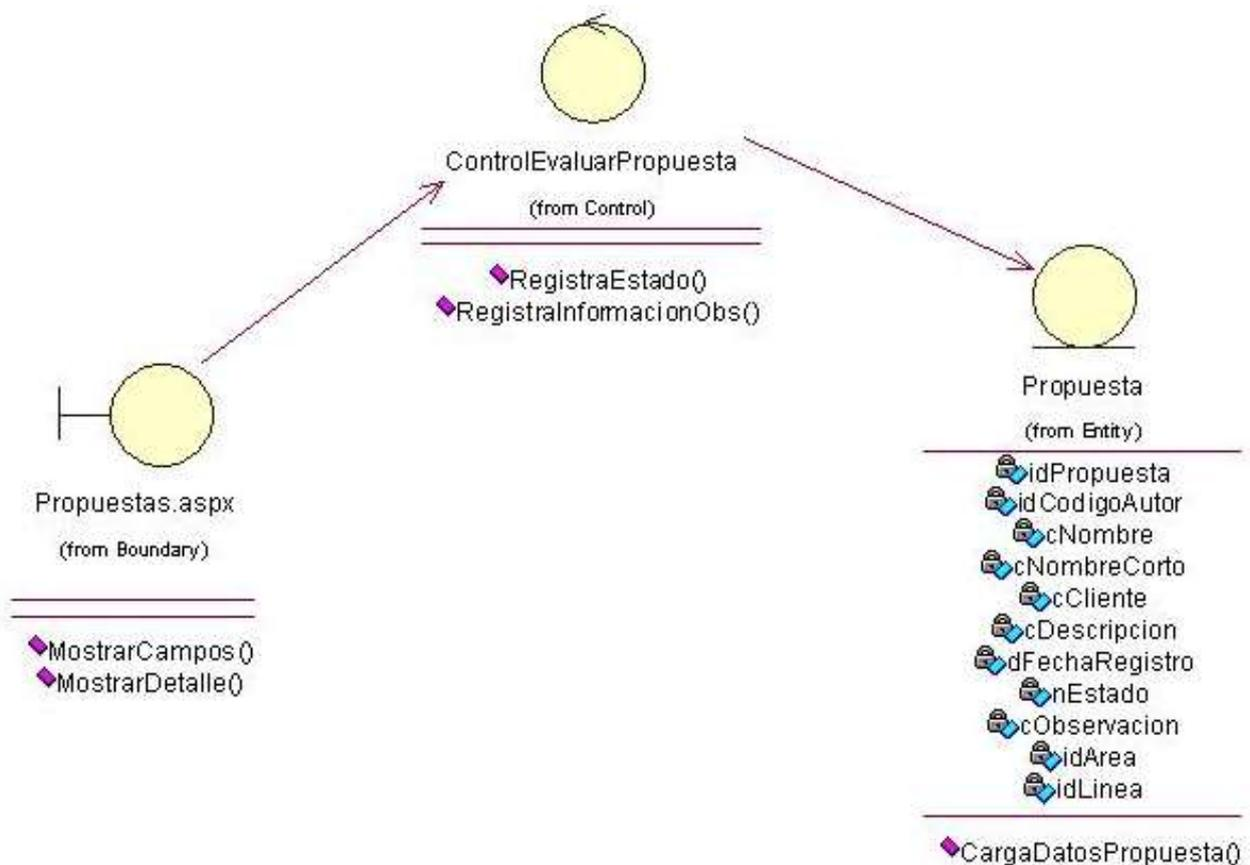 ControlEvaluarPropuesta
(from Control)
RegistraEstado()
RegistraInformacionObs()
Propuestas.aspx
(from Boundary)
MostrarCampos()
MostrarDetalle()
Propuesta
(from Entity)
idPropuesta
idCodigoAutor
cNombre
cNombreCorto
cCliente
cDescripcion
dFechaRegistro
nEstado
cObservacion
idArea
idLinea
CargaDatosPropuesta()